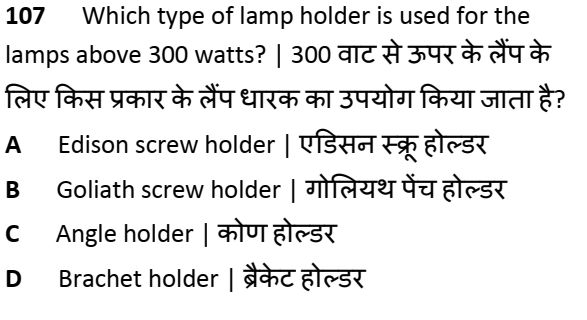 107 Which type of lamp holder is used for the
lamps above 300 watts? | 300 वाट से ऊपर के लैंप के
लिए किस प्रकार के लैंप धारक का उपयोग किया जाता है?
A Edison screw holder | एडिसन स्क्रू होल्डर
B Goliath screw holder | गोलियथ पेंच होल्डर
C Angle holder | कोण होल्डर
D Brachet holder | ब्रैकेट होल्डर